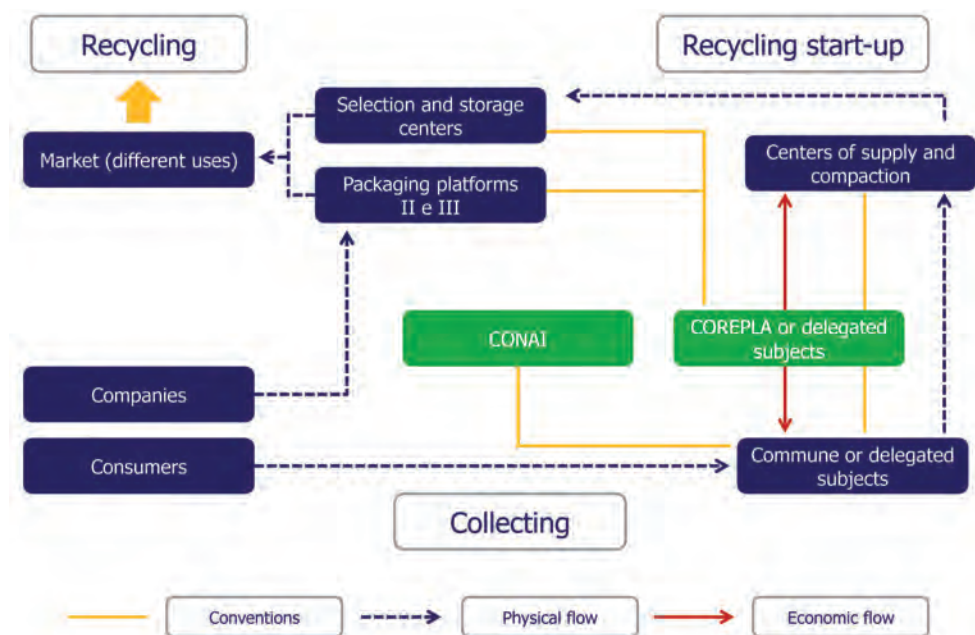 Recycling
Recycling start-up
Selection and storage
centers
Market (different uses)
Centers of supply and
compaction
Packaging platforms
II e III
CONAI
COREPLA or delegated
subjects
Companies
Consumers
Commune or delegated
subjects
Collecting
Conventions
Physical flow
Economic flow